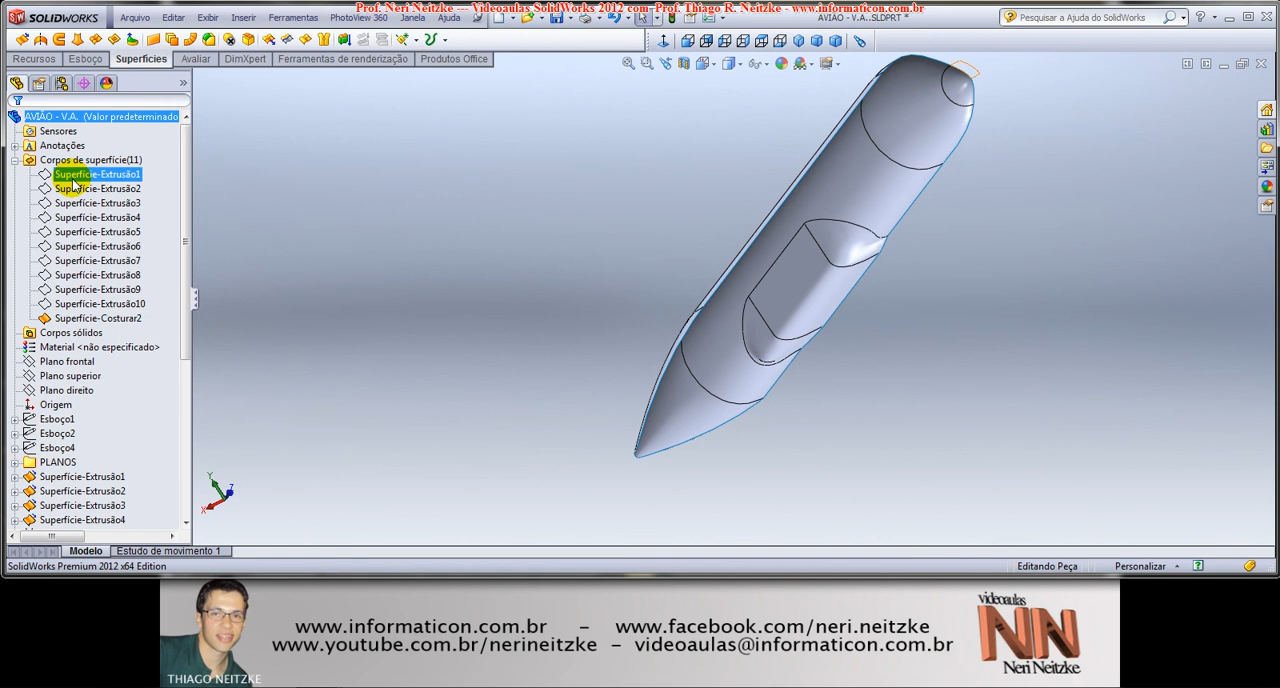 Prof. Neri Neitzke --- Videoaulas SolidWorks 2012 com Prof. Thiago R. Neitzke - www.informaticon.com.br
SOLIDWORKS
Arquivo Editar Exibir Inserir Ferramentas PhotoView 360 Janela Ajuda
AVIÃO - V.A..SLDPRT *
Pesquisar a Ajuda do SolidWorks
Recursos Esboço Superfícies Avaliar DimXpert Ferramentas de renderização Produtos Office
AVIÃO - V.A. (Valor predeterminado
Sensores
Anotações
Corpos de superfície(11)
Superfície-Extrusão1
Superfície-Extrusão2
Superfície-Extrusão3
Superfície-Extrusão4
Superfície-Extrusão5
Superfície-Extrusão6
Superfície-Extrusão7
Superfície-Extrusão8
Superfície-Extrusão9
Superfície-Extrusão10
Superfície-Costurar2
Corpos sólidos
Material <não especificado>
Plano frontal
Plano superior
Plano direito
Origem
Esboço1
Esboço2
Esboço4
PLANOS
Superfície-Extrusão1
Superfície-Extrusão2
Superfície-Extrusão3
Superfície-Extrusão4
Y
Z
X
Modelo Estudo de movimento 1
SolidWorks Premium 2012 x64 Edition
Editando Peça
Personalizar
www.informaticon.com.br - www.facebook.com/neri.neitzke
www.youtube.com.br/nerineitzke - videoaulas@informaticon.com.br
THIAGO NEITZKE
videoaulas
NN
Neri Neitzke